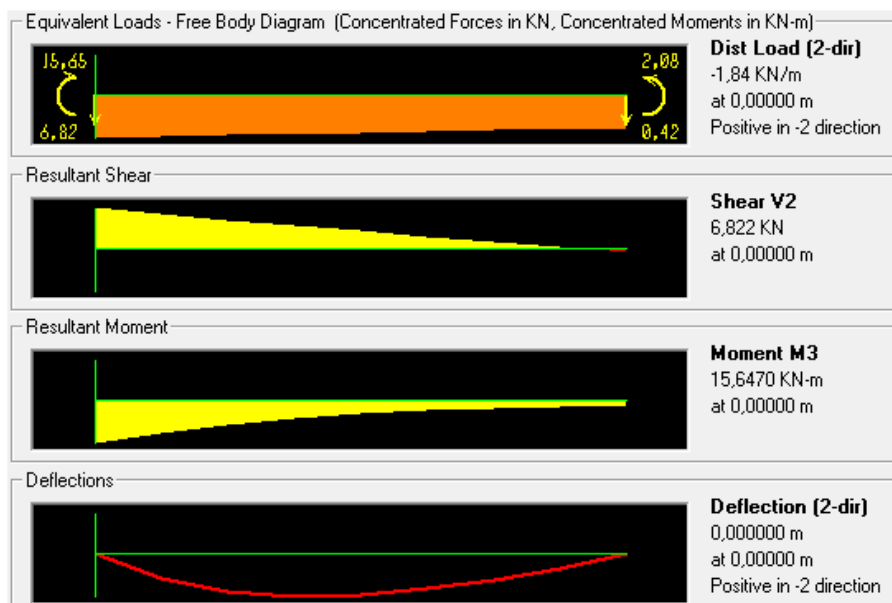 Equivalent Loads - Free Body Diagram (Concentrated Forces in KN, Concentrated Moments in KN-m)
15,65
2,08
6,82
0,42
Dist Load (2-dir)
-1,84 KN/m
at 0,00000 m
Positive in -2 direction
Resultant Shear
Shear V2
6,822 KN
at 0,00000 m
Resultant Moment
Moment M3
15,6470 KN-m
at 0,00000 m
Deflections
Deflection (2-dir)
0,000000 m
at 0,00000 m
Positive in -2 direction